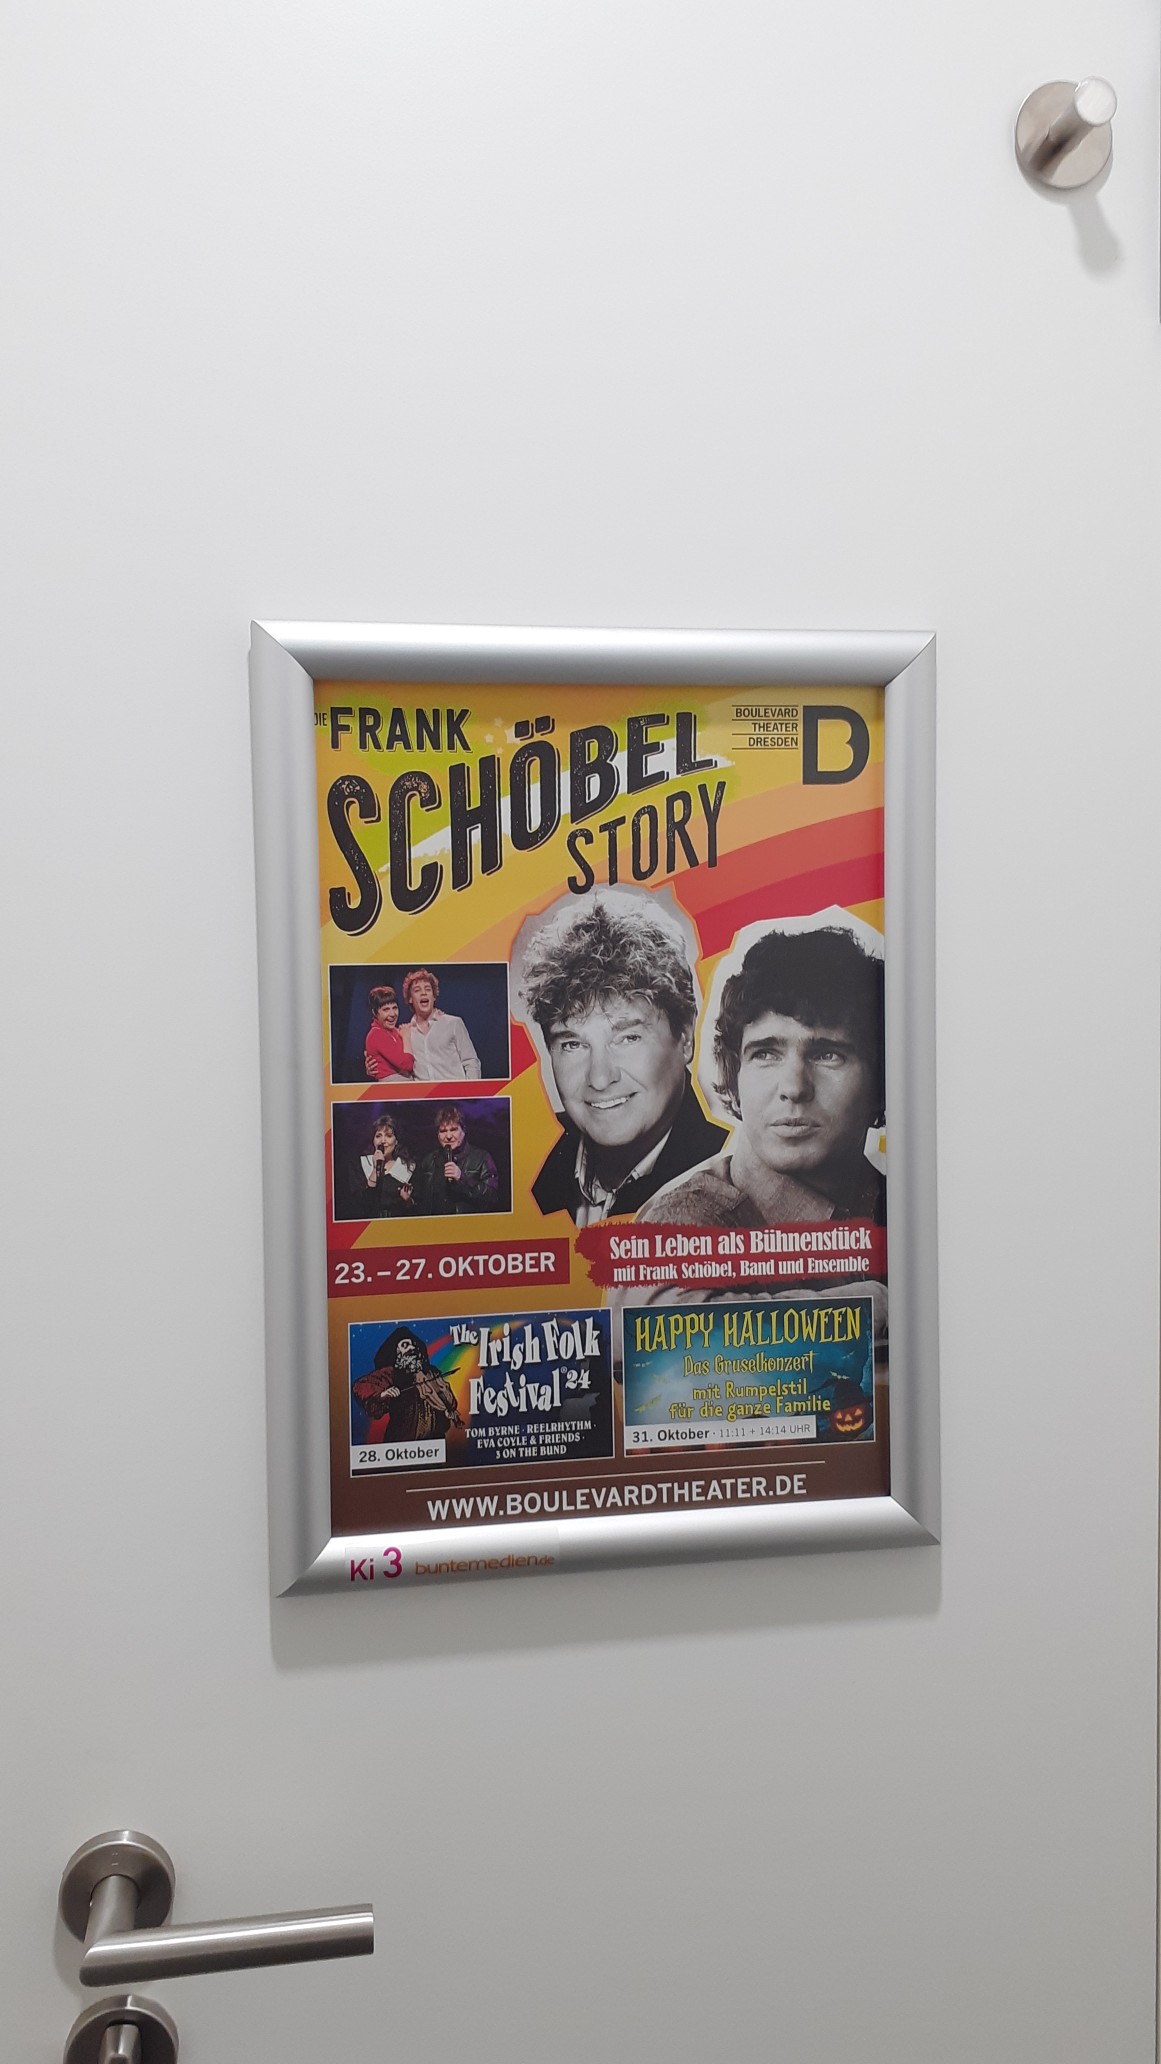 DIE FRANK
SCHÖBEL
STORY
BOULEVARD
THEATER
DRESDEN
B
23. – 27. OKTOBER
Sein Leben als Bühnenstück
mit Frank Schöbel, Band und Ensemble
The Irish Folk
Festival®24
TOM BYRNE · REELRHYTHM ·
EVA COYLE & FRIENDS ·
3 ON THE BUND
28. Oktober
HAPPY HALLOWEEN
Das Gruselkonzert
mit Rumpelstil
für die ganze Familie
31. Oktober · 11:11 + 14:14 UHR
WWW.BOULEVARDTHEATER.DE
Ki 3 buntemedien.de